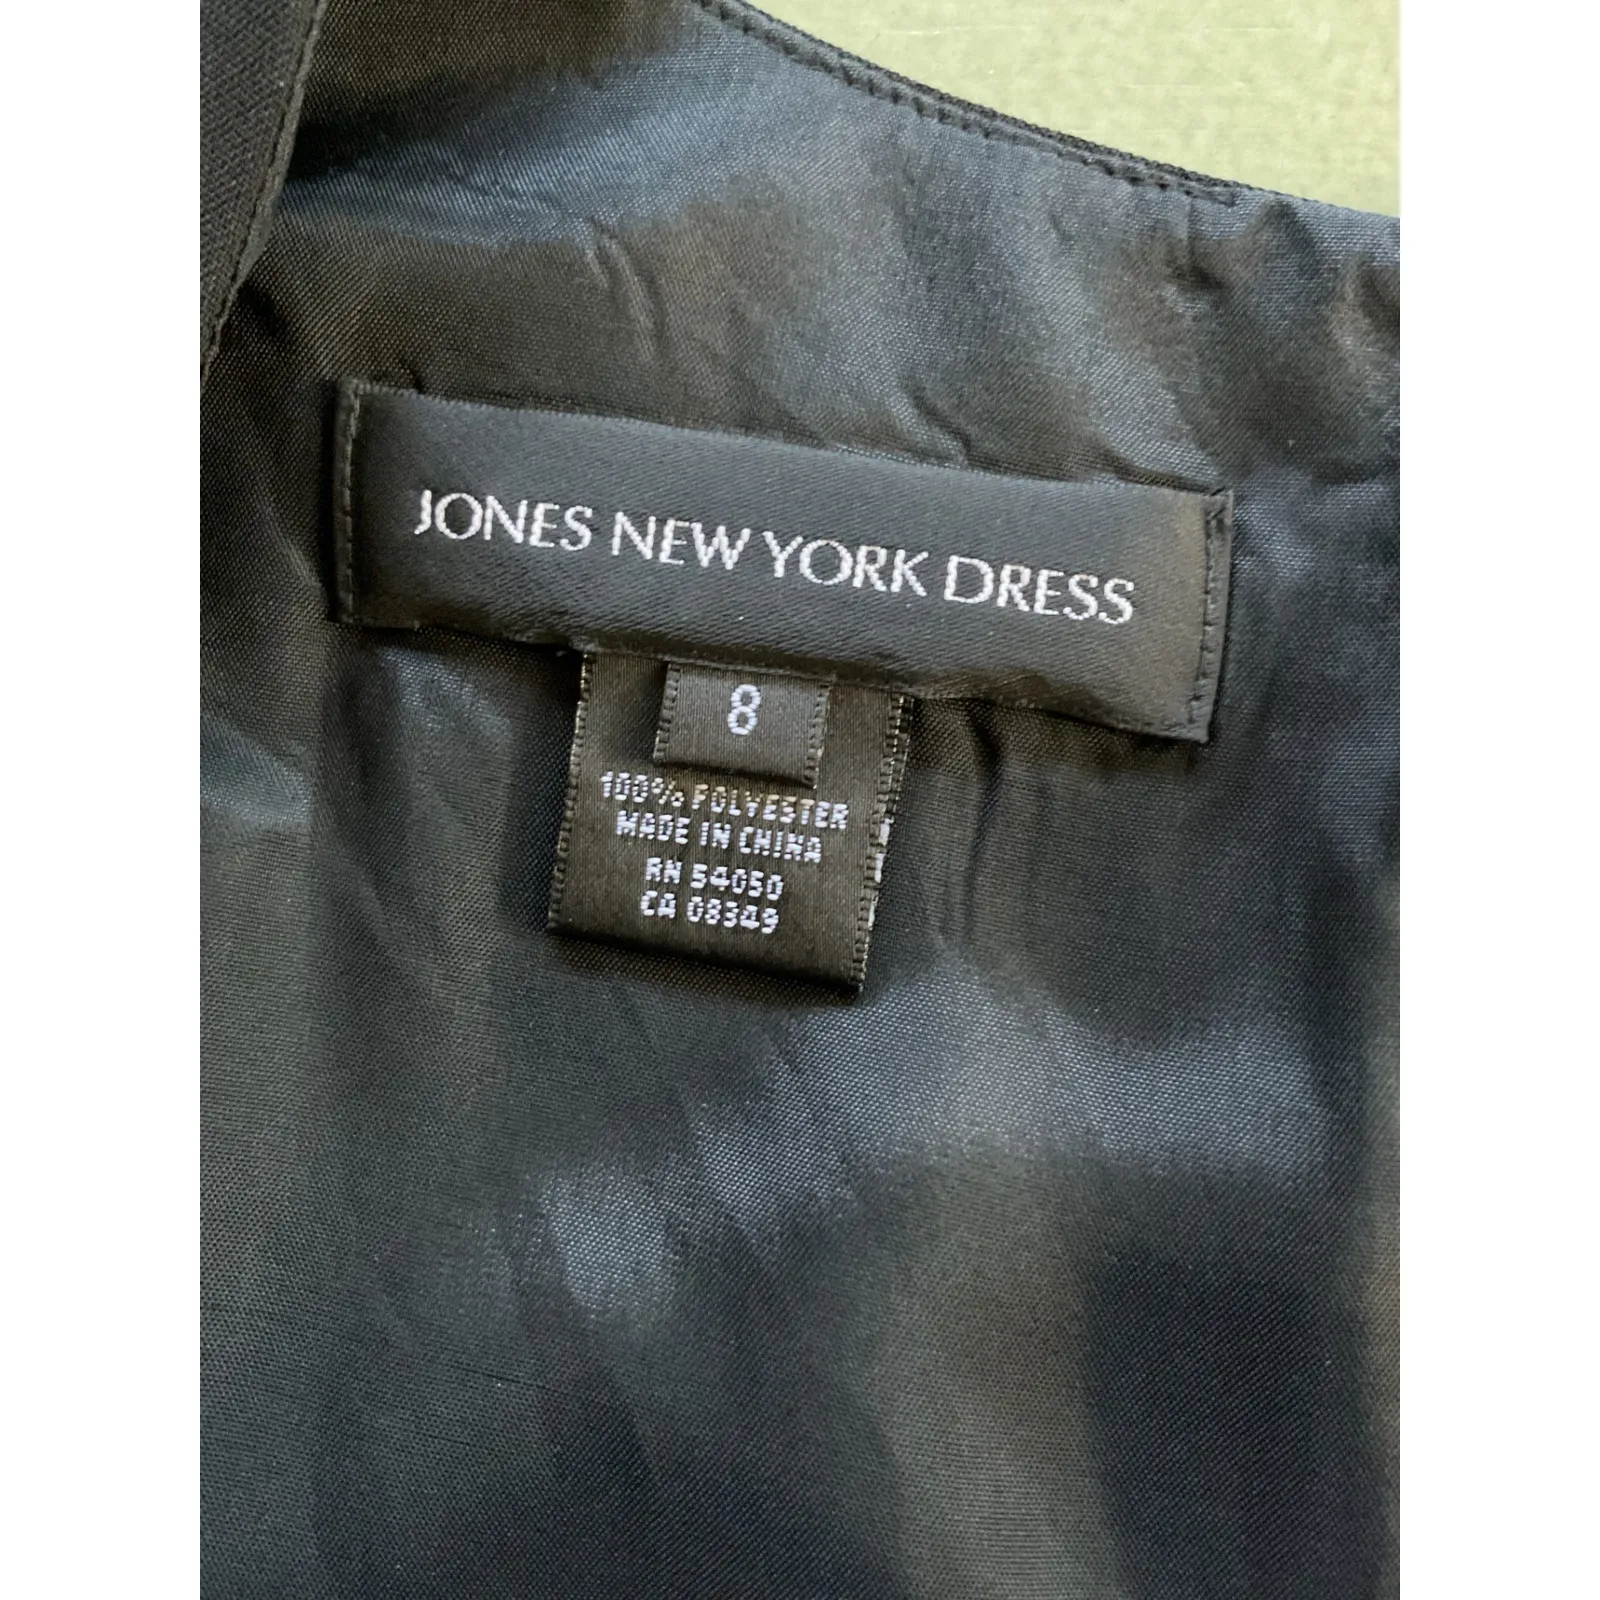 JONES NEW YORK DRESS
8
100% POLYESTER
MADE IN CHINA
RN 54050
CA 08349